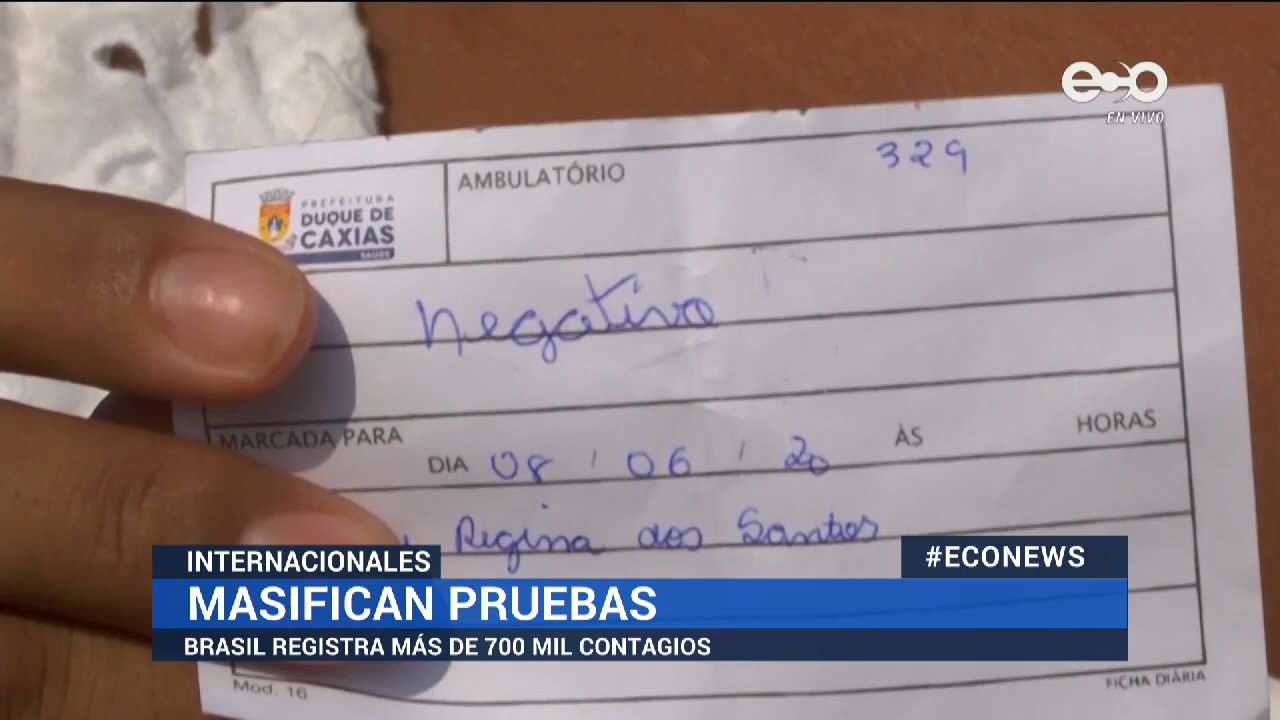 eco
EN VIVO
329
AMBULATÓRIO
PREFEITURA
DUQUE DE
CAXIAS
SAÚDE
negativo
MARCADA PARA
DIA 08 / 06 / 20 ÀS HORAS
Regina dos Santos
INTERNACIONALES
#ECONEWS
MASIFICAN PRUEBAS
BRASIL REGISTRA MÁS DE 700 MIL CONTAGIOS
Mod. 16
FICHA DIÁRIA